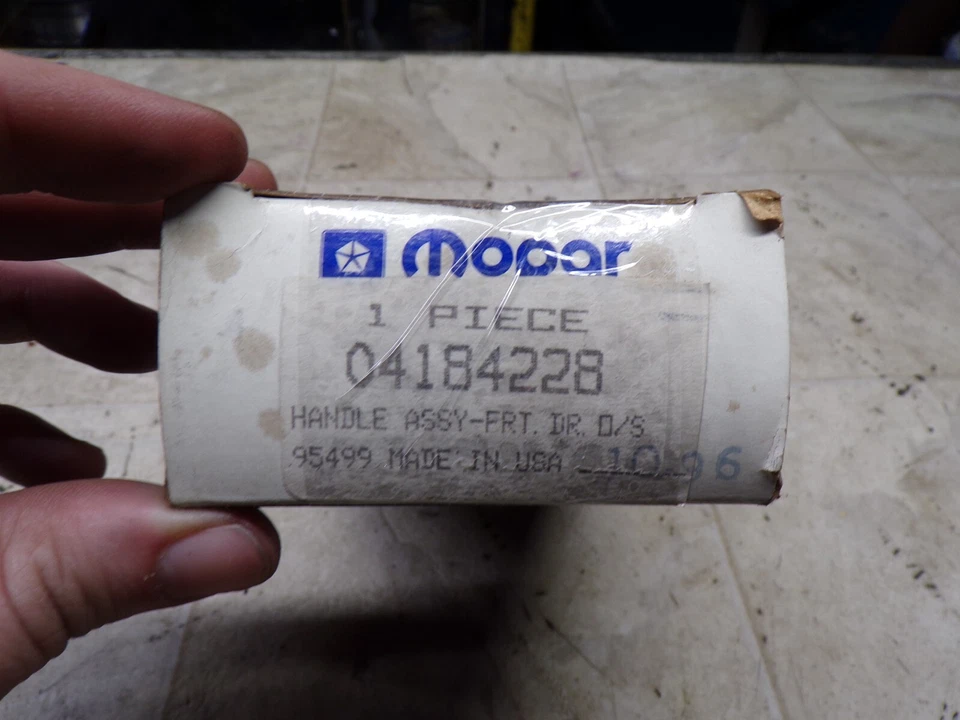 Mopar
1 PIECE
04184228
HANDLE ASSY-FRT. DR. O/S
95499 MADE IN USA 10 96